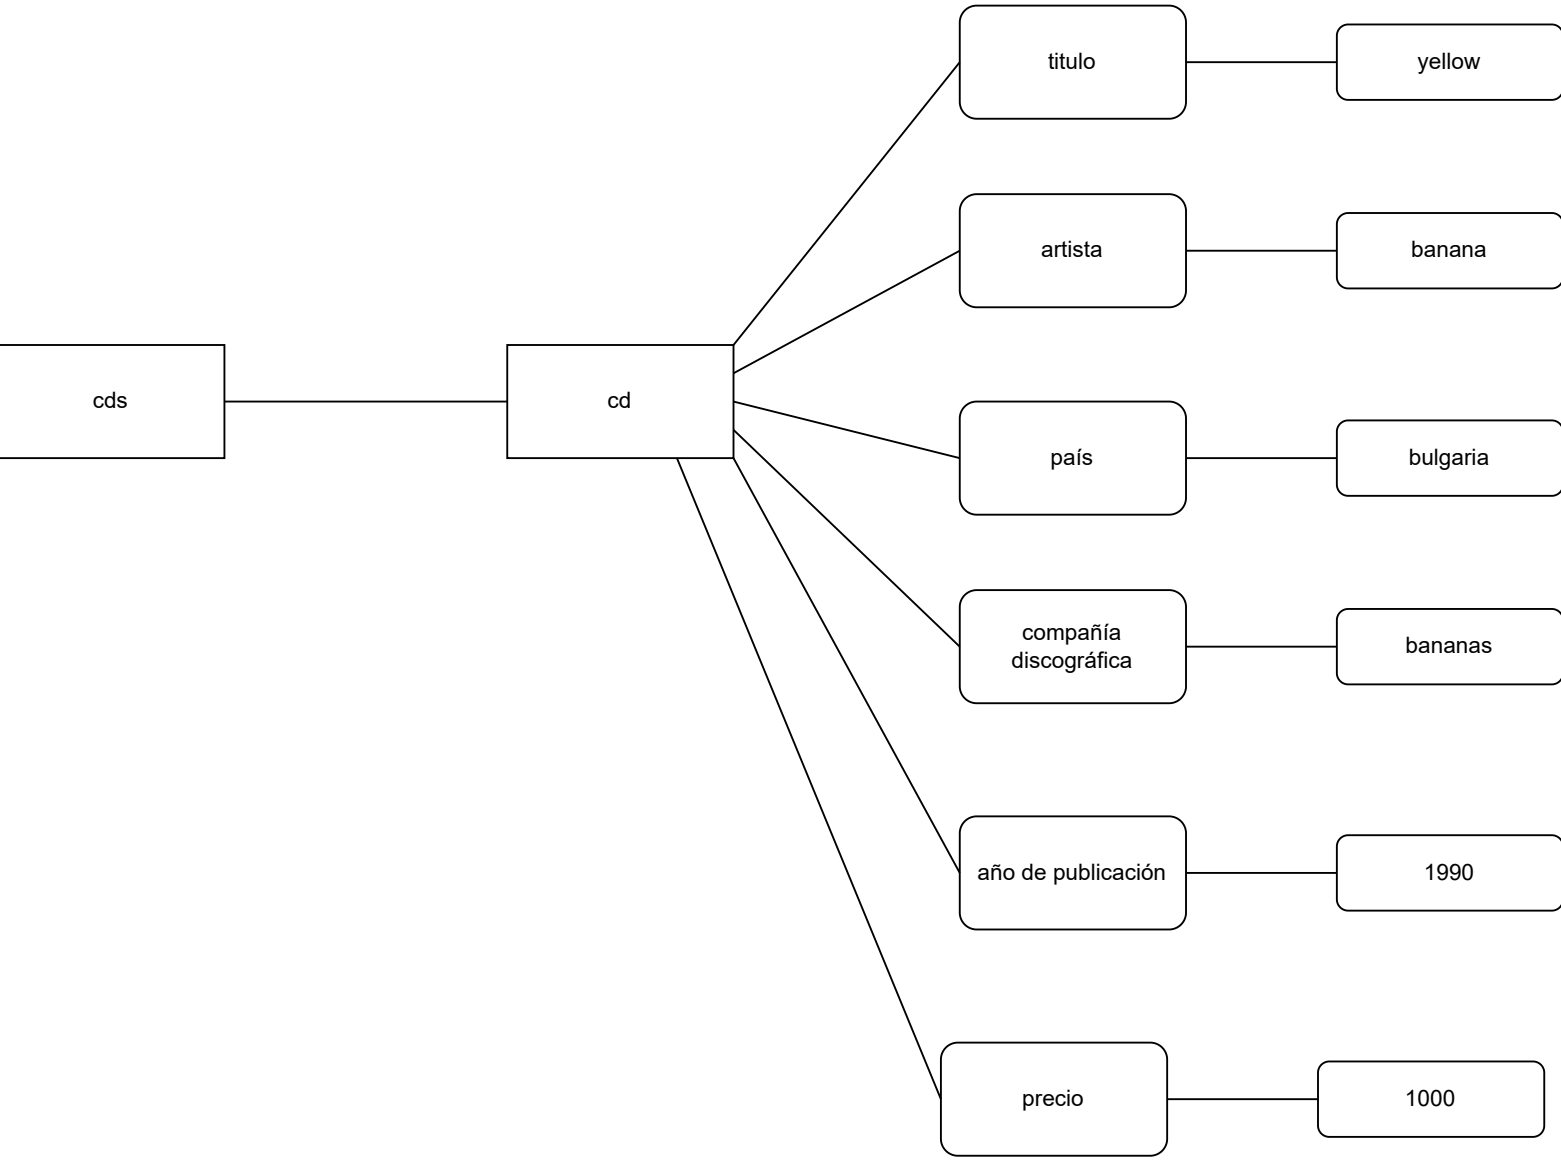 titulo
yellow
artista
banana
cds
cd
país
bulgaria
compañía
discográfica
bananas
año de publicación
1990
precio
1000